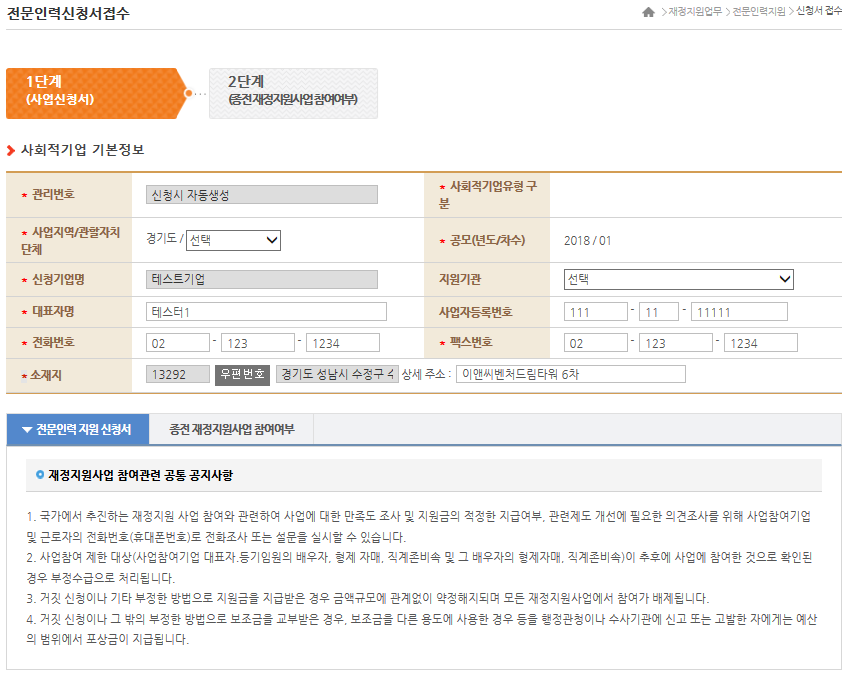 전문인력신청서접수
>재정지원업무 >전문인력지원 >신청서 접수
1단계
(사업신청서)
2단계
(종전 재정지원사업 참여여부)
사회적기업 기본정보
* 관리번호 신청시 자동생성 * 사회적기업유형 구
분
* 사업지역/관할자치
단체
경기도 / 선택
* 공모(년도/차수) 2018 / 01
* 신청기업명 테스트기업 지원기관 선택
* 대표자명 테스터1 사업자등록번호 111 - 11 - 11111
* 전화번호 02 - 123 - 1234 * 팩스번호 02 - 123 - 1234
* 소재지 13292 우편번호 경기도 성남시 수정구 상세 주소 : 이앤씨벤처드림타워 6차
전문인력 지원 신청서 종전 재정지원사업 참여여부
재정지원사업 참여관련 공통 공지사항
1. 국가에서 추진하는 재정지원 사업 참여와 관련하여 사업에 대한 만족도 조사 및 지원금의 적정한 지급여부, 관련제도 개선에 필요한 의견조사를 위해 사업참여기업
및 근로자의 전화번호(휴대폰번호)로 전화조사 또는 설문을 실시할 수 있습니다.
2. 사업참여 제한 대상(사업참여기업 대표자.등기임원의 배우자, 형제 자매, 직계존비속 및 그 배우자의 형제자매, 직계존비속)이 추후에 사업에 참여한 것으로 확인된
경우 부정수급으로 처리됩니다.
3. 거짓 신청이나 기타 부정한 방법으로 지원금을 지급받은 경우 금액규모에 관계없이 약정해지되며 모든 재정지원사업에서 참여가 배제됩니다.
4. 거짓 신청이나 그 밖의 부정한 방법으로 보조금을 교부받은 경우, 보조금을 다른 용도에 사용한 경우 등을 행정관청이나 수사기관에 신고 또는 고발한 자에게는 예산
의 범위에서 포상금이 지급됩니다.